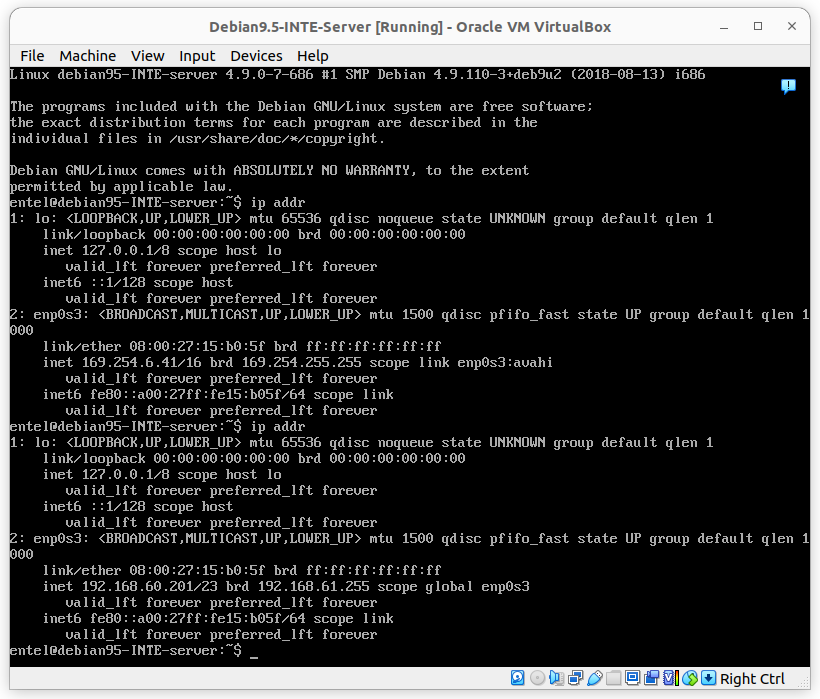 Debian9.5-INTE-Server [Running] - Oracle VM VirtualBox
File Machine View Input Devices Help
Linux debian95-INTE-server 4.9.0-7-686 #1 SMP Debian 4.9.110-3+deb9u2 (2018-08-13) i686
The programs included with the Debian GNU/Linux system are free software;
the exact distribution terms for each program are described in the
individual files in /usr/share/doc/*/copyright.
Debian GNU/Linux comes with ABSOLUTELY NO WARRANTY, to the extent
permitted by applicable law.
entel@debian95-INTE-server:~$ ip addr
1: lo: <LOOPBACK,UP,LOWER_UP> mtu 65536 qdisc noqueue state UNKNOWN group default qlen 1
link/loopback 00:00:00:00:00:00 brd 00:00:00:00:00:00
inet 127.0.0.1/8 scope host lo
valid_lft forever preferred_lft forever
inet6 ::1/128 scope host
valid_lft forever preferred_lft forever
2: enp0s3: <BROADCAST,MULTICAST,UP,LOWER_UP> mtu 1500 qdisc pfifo_fast state UP group default qlen 1
000
link/ether 08:00:27:15:b0:5f brd ff:ff:ff:ff:ff:ff
inet 169.254.6.41/16 brd 169.254.255.255 scope link enp0s3:avahi
valid_lft forever preferred_lft forever
inet6 fe80::a00:27ff:fe15:b05f/64 scope link
valid_lft forever preferred_lft forever
entel@debian95-INTE-server:~$ ip addr
1: lo: <LOOPBACK,UP,LOWER_UP> mtu 65536 qdisc noqueue state UNKNOWN group default qlen 1
link/loopback 00:00:00:00:00:00 brd 00:00:00:00:00:00
inet 127.0.0.1/8 scope host lo
valid_lft forever preferred_lft forever
inet6 ::1/128 scope host
valid_lft forever preferred_lft forever
2: enp0s3: <BROADCAST,MULTICAST,UP,LOWER_UP> mtu 1500 qdisc pfifo_fast state UP group default qlen 1
000
link/ether 08:00:27:15:b0:5f brd ff:ff:ff:ff:ff:ff
inet 192.168.60.201/23 brd 192.168.61.255 scope global enp0s3
valid_lft forever preferred_lft forever
inet6 fe80::a00:27ff:fe15:b05f/64 scope link
valid_lft forever preferred_lft forever
entel@debian95-INTE-server:~$ _
Right Ctrl